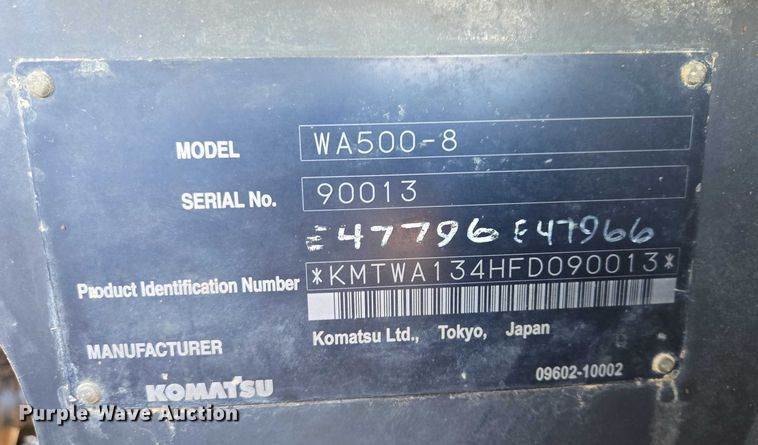 MODEL WA500-8
SERIAL No. 90013
E47796 E47966
Product Identification Number *KMTWA134HFD090013*
MANUFACTURER Komatsu Ltd., Tokyo, Japan
KOMATSU 09602-10002
Purple Wave Auction